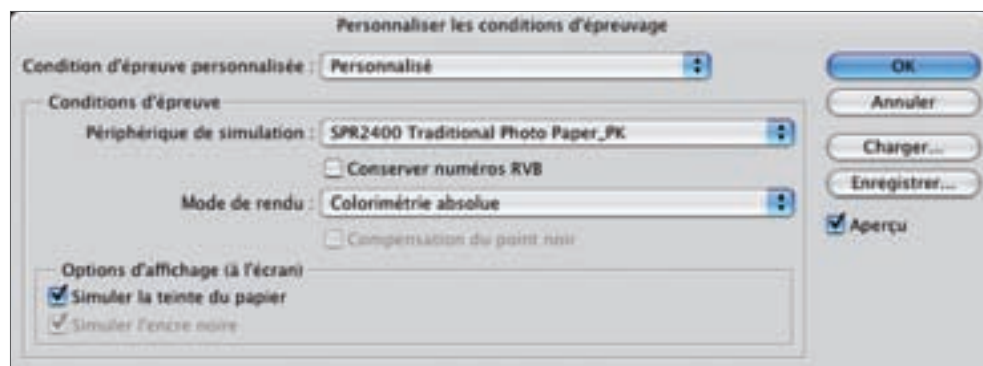 Personnaliser les conditions d'épreuvage
Condition d'épreuve personnalisée : Personnalisé
OK
Conditions d'épreuve
Annuler
Périphérique de simulation : SPR2400 Traditional Photo Paper_PK
Charger...
Conserver numéros RVB
Enregistrer...
Mode de rendu : Colorimétrie absolue
Aperçu
Compensation du point noir
Options d'affichage (à l'écran)
Simuler la teinte du papier
Simuler l'encre noire